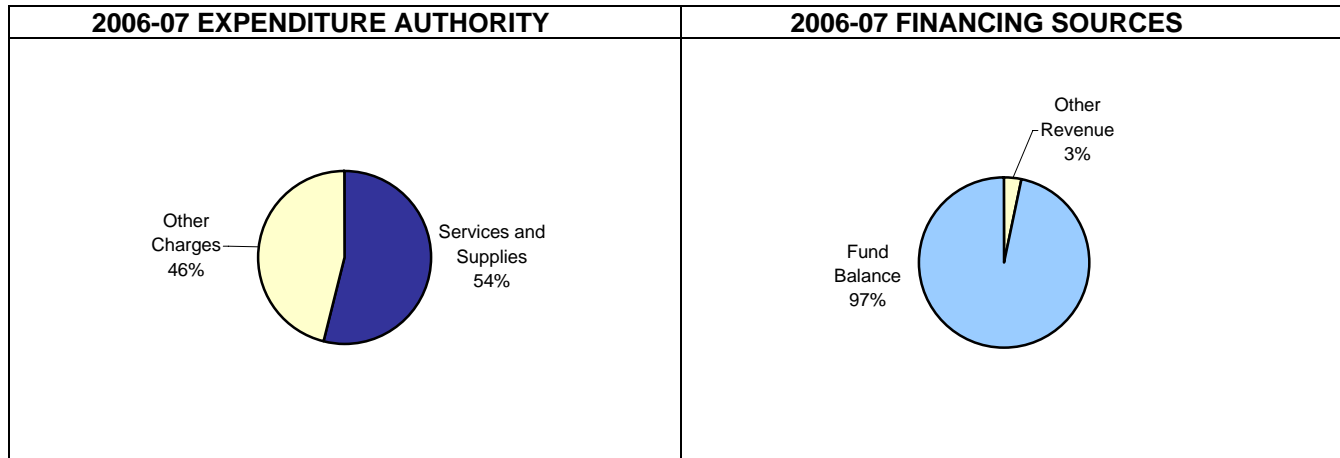 2006-07 EXPENDITURE AUTHORITY
2006-07 FINANCING SOURCES
Other
Charges
46%
Services and
Supplies
54%
Other
Revenue
3%
Fund
Balance
97%